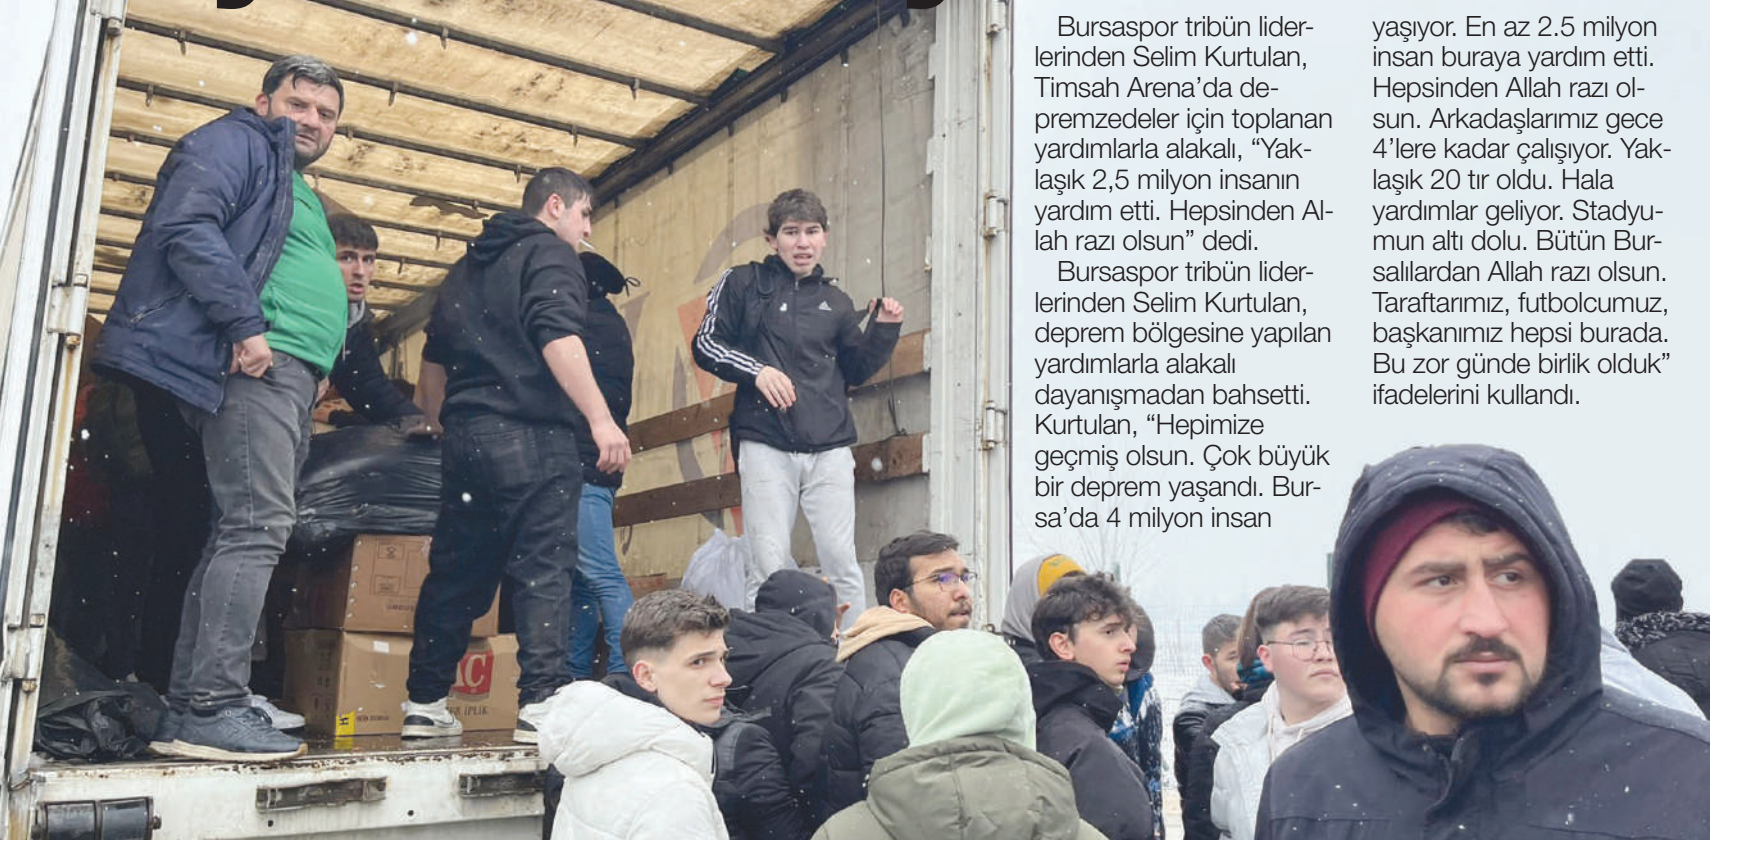 Bursaspor tribün lider-
lerinden Selim Kurtulan,
Timsah Arena'da de-
premzedeler için toplanan
yardımlarla alakalı, “Yak-
laşık 2,5 milyon insanın
yardım etti. Hepsinden Al-
lah razı olsun” dedi.
Bursaspor tribün lider-
lerinden Selim Kurtulan,
deprem bölgesine yapılan
yardımlarla alakalı
dayanışmadan bahsetti.
Kurtulan, “Hepimize
geçmiş olsun. Çok büyük
bir deprem yaşandı. Bur-
sa'da 4 milyon insan
yaşıyor. En az 2.5 milyon
insan buraya yardım etti.
Hepsinden Allah razı ol-
sun. Arkadaşlarımız gece
4'lere kadar çalışıyor. Yak-
laşık 20 tır oldu. Hala
yardımlar geliyor. Stadyu-
mun altı dolu. Bütün Bur-
salılardan Allah razı olsun.
Taraftarımız, futbolcumuz,
başkanımız hepsi burada.
Bu zor günde birlik olduk”
ifadelerini kullandı.
adidas
İPLİK